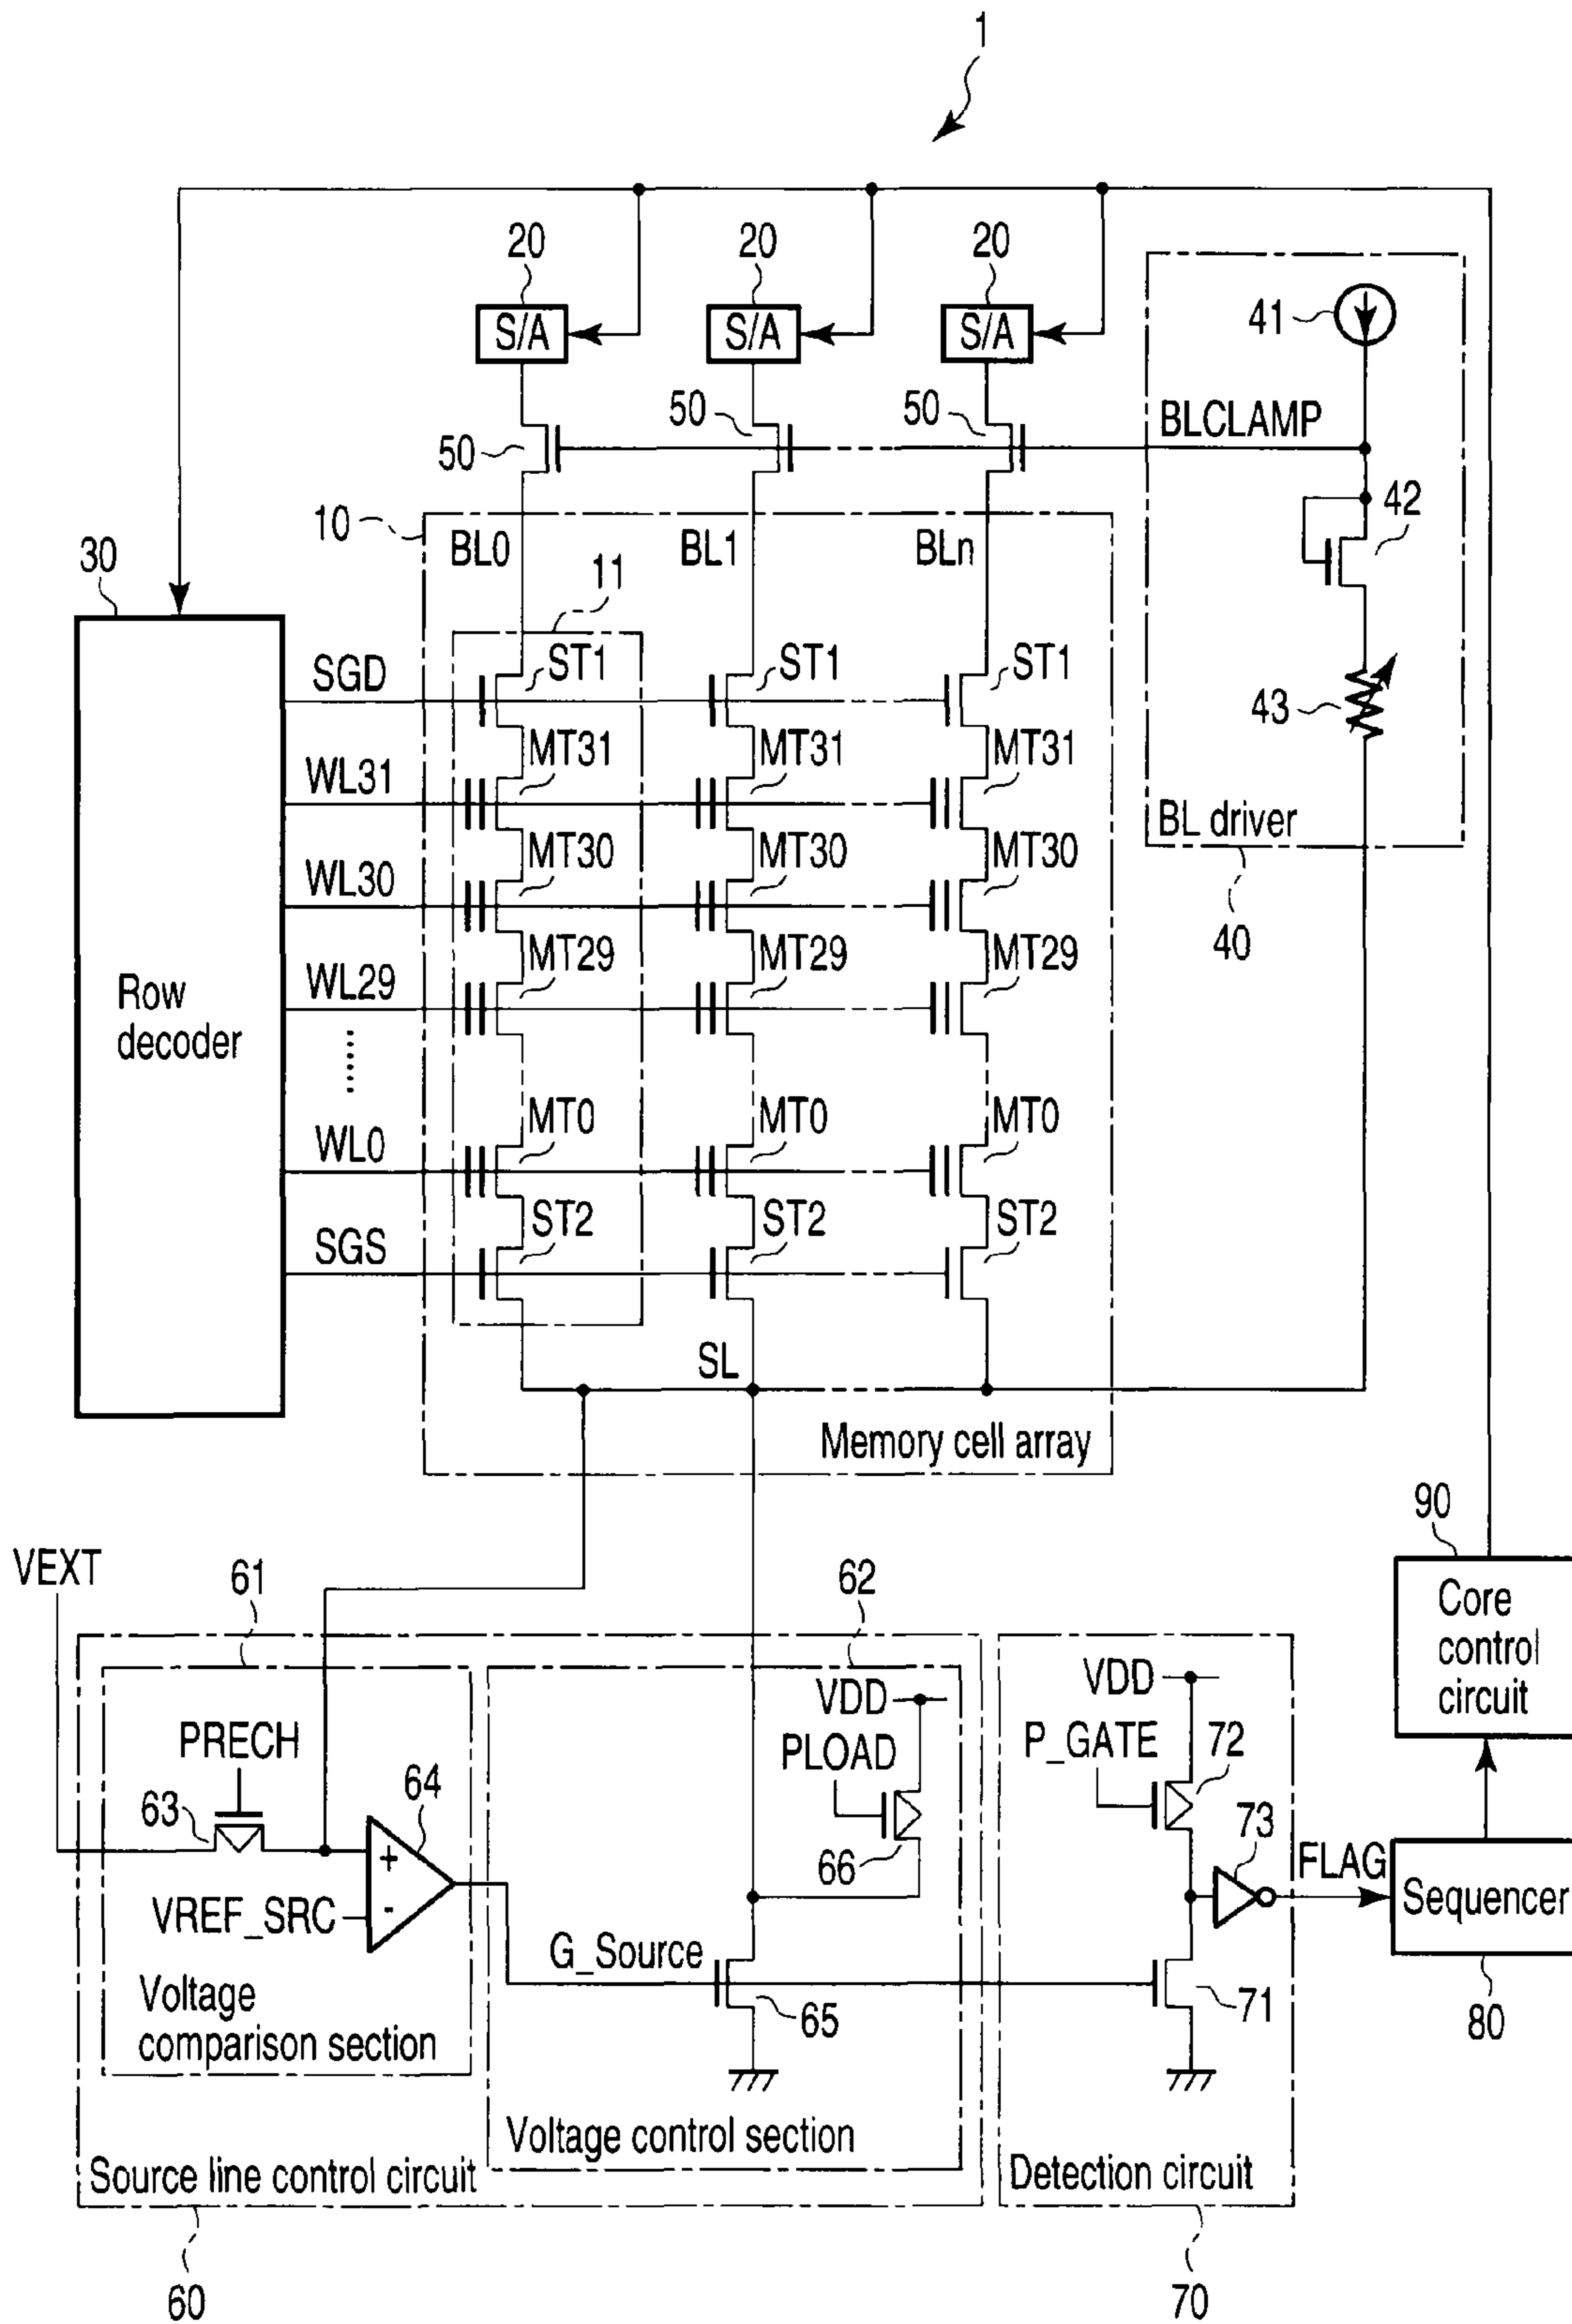 1
20
20
20
S/A
S/A
S/A
41
50
50
50
BLCLAMP
42
10
BL0
BL1
BLn
30
11
SGD
ST1
ST1
ST1
43
MT31
MT31
MT31
WL31
BL driver
MT30
MT30
MT30
WL30
40
MT29
MT29
MT29
WL29
Row
decoder
MT0
MT0
MT0
WL0
ST2
ST2
ST2
SGS
SL
Memory cell array
90
VEXT
61
62
Core
control
circuit
VDD
VDD
PRECH
PLOAD
P_GATE
72
63
64
66
73
FLAG
+
-
VREF_SRC
Sequencer
G_Source
65
71
80
Voltage
comparison section
Voltage control section
Source line control circuit
Detection circuit
60
70